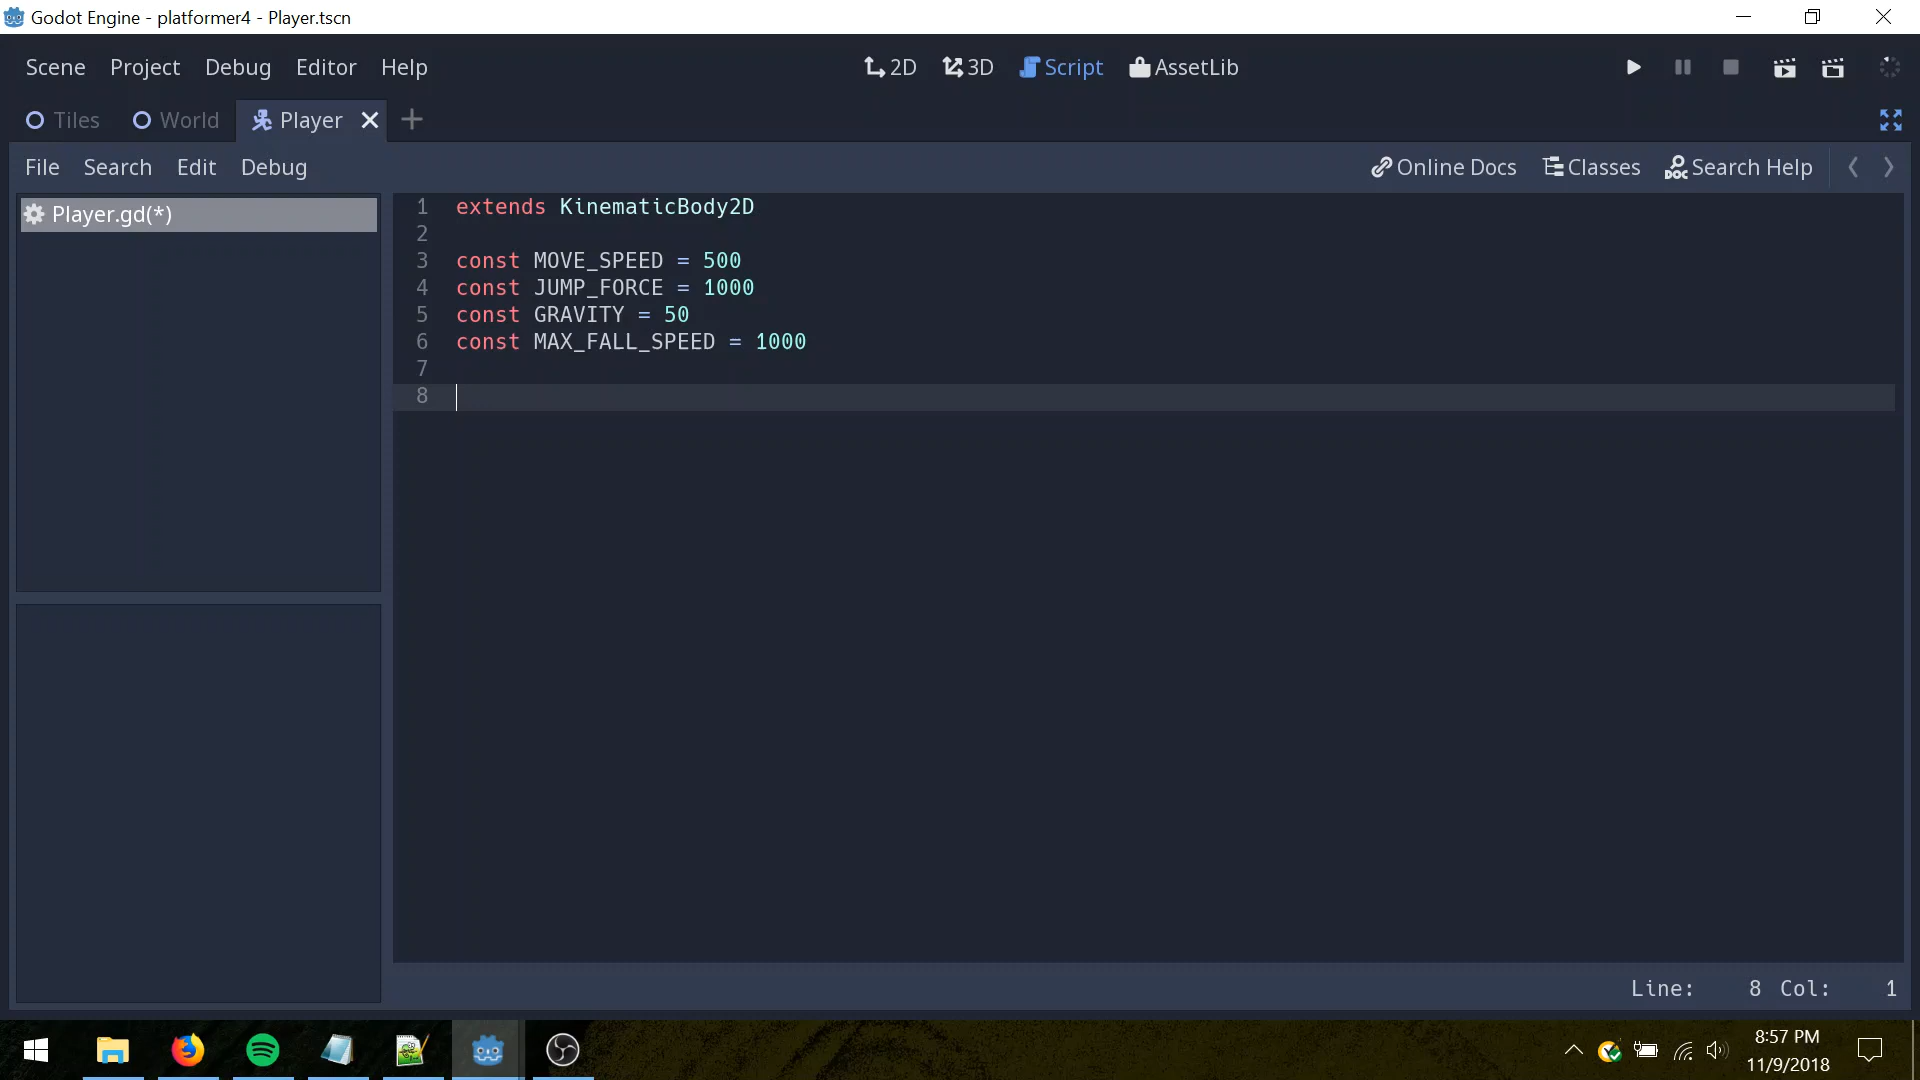 Godot Engine - platformer4 - Player.tscn
Scene Project Debug Editor Help
2D 3D Script AssetLib
Tiles World Player
File Search Edit Debug
Online Docs Classes DOC Search Help
Player.gd(*)
1 extends KinematicBody2D
2
3 const MOVE_SPEED = 500
4 const JUMP_FORCE = 1000
5 const GRAVITY = 50
6 const MAX_FALL_SPEED = 1000
7
8
Line: 8 Col: 1
8:57 PM
11/9/2018